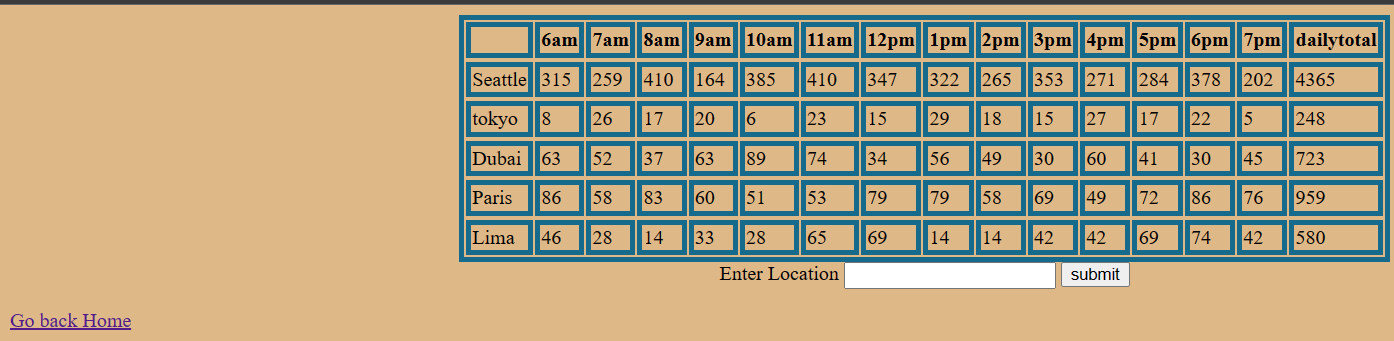 6am 7am 8am 9am 10am 11am 12pm 1pm 2pm 3pm 4pm 5pm 6pm 7pm dailytotal
Seattle 315 259 410 164 385 410 347 322 265 353 271 284 378 202 4365
tokyo 8 26 17 20 6 23 15 29 18 15 27 17 22 5 248
Dubai 63 52 37 63 89 74 34 56 49 30 60 41 30 45 723
Paris 86 58 83 60 51 53 79 79 58 69 49 72 86 76 959
Lima 46 28 14 33 28 65 69 14 14 42 42 69 74 42 580
Enter Location submit
Go back Home